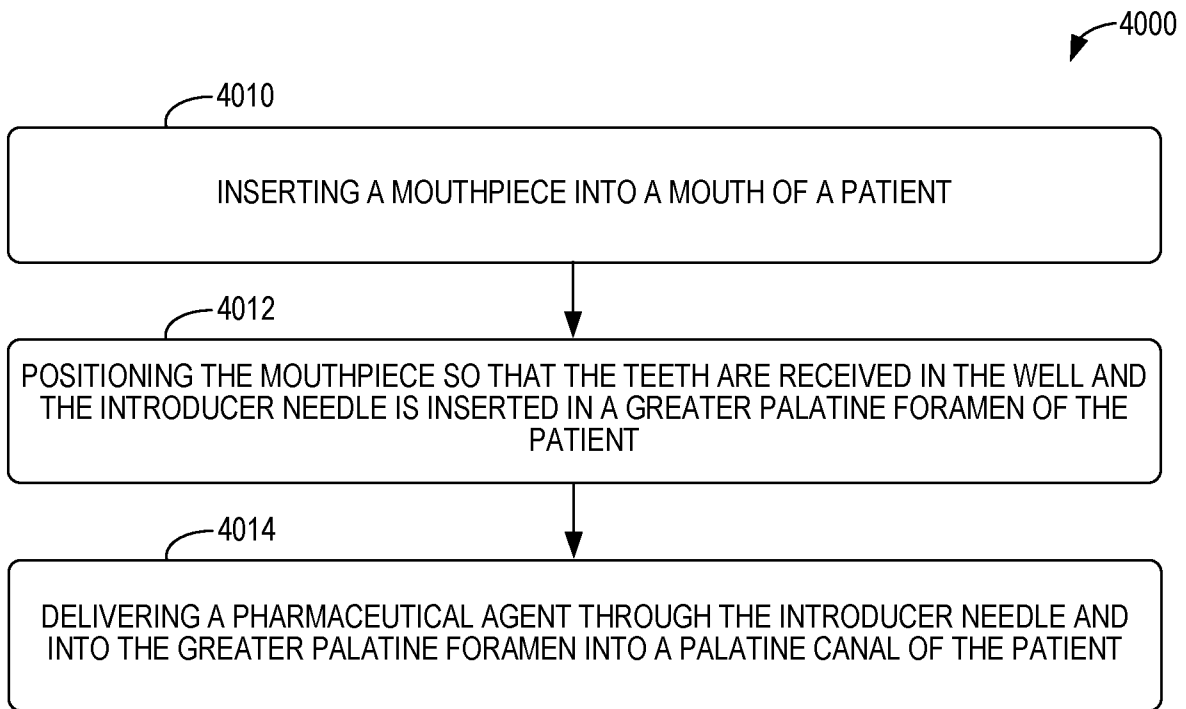 4000
4010
INSERTING A MOUTHPIECE INTO A MOUTH OF A PATIENT
4012
POSITIONING THE MOUTHPIECE SO THAT THE TEETH ARE RECEIVED IN THE WELL AND
THE INTRODUCER NEEDLE IS INSERTED IN A GREATER PALATINE FORAMEN OF THE
PATIENT
4014
DELIVERING A PHARMACEUTICAL AGENT THROUGH THE INTRODUCER NEEDLE AND
INTO THE GREATER PALATINE FORAMEN INTO A PALATINE CANAL OF THE PATIENT